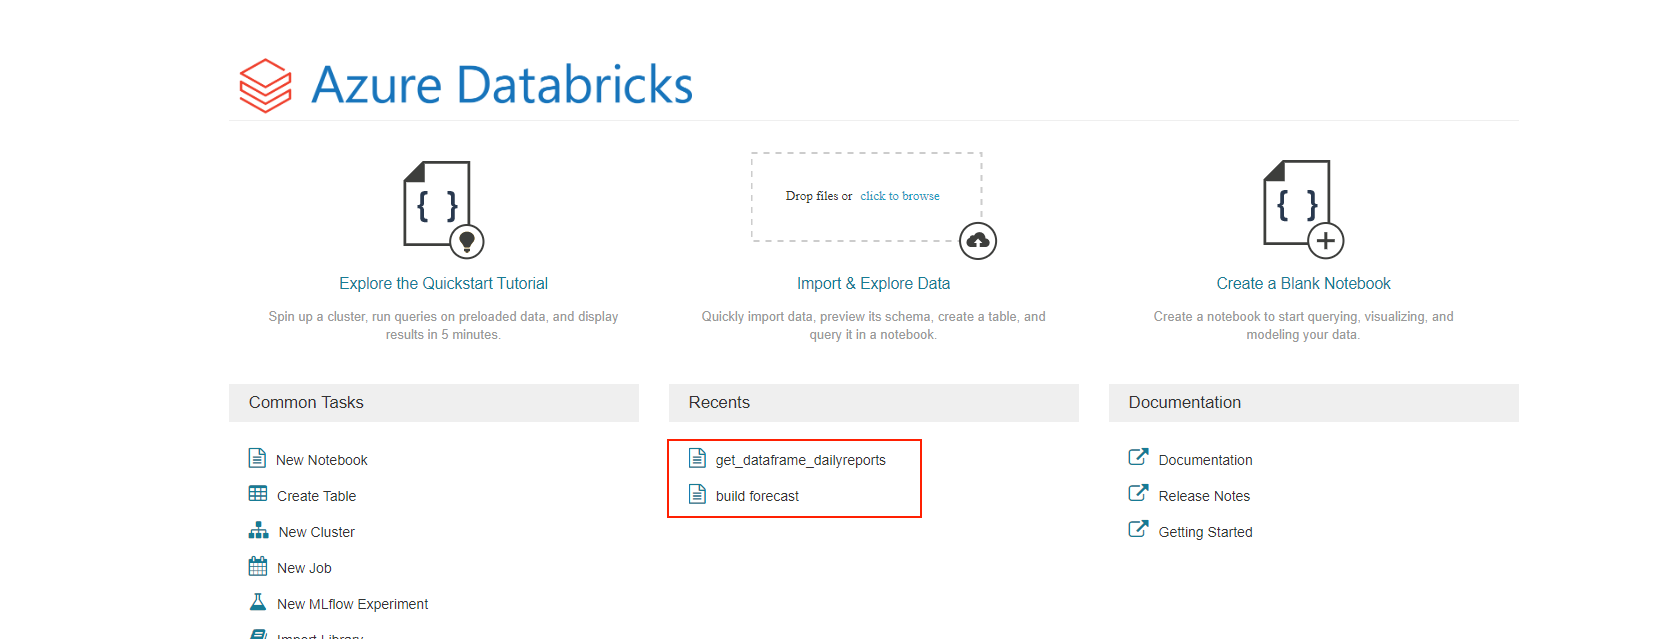 Azure Databricks
{ }
Drop files or click to browse
{ }
Explore the Quickstart Tutorial
Spin up a cluster, run queries on preloaded data, and display
results in 5 minutes.
Import & Explore Data
Quickly import data, preview its schema, create a table, and
query it in a notebook.
Create a Blank Notebook
Create a notebook to start querying, visualizing, and
modeling your data.
Common Tasks
New Notebook
Create Table
New Cluster
New Job
New MLflow Experiment
Import Library
Recents
get_dataframe_dailyreports
build forecast
Documentation
Documentation
Release Notes
Getting Started